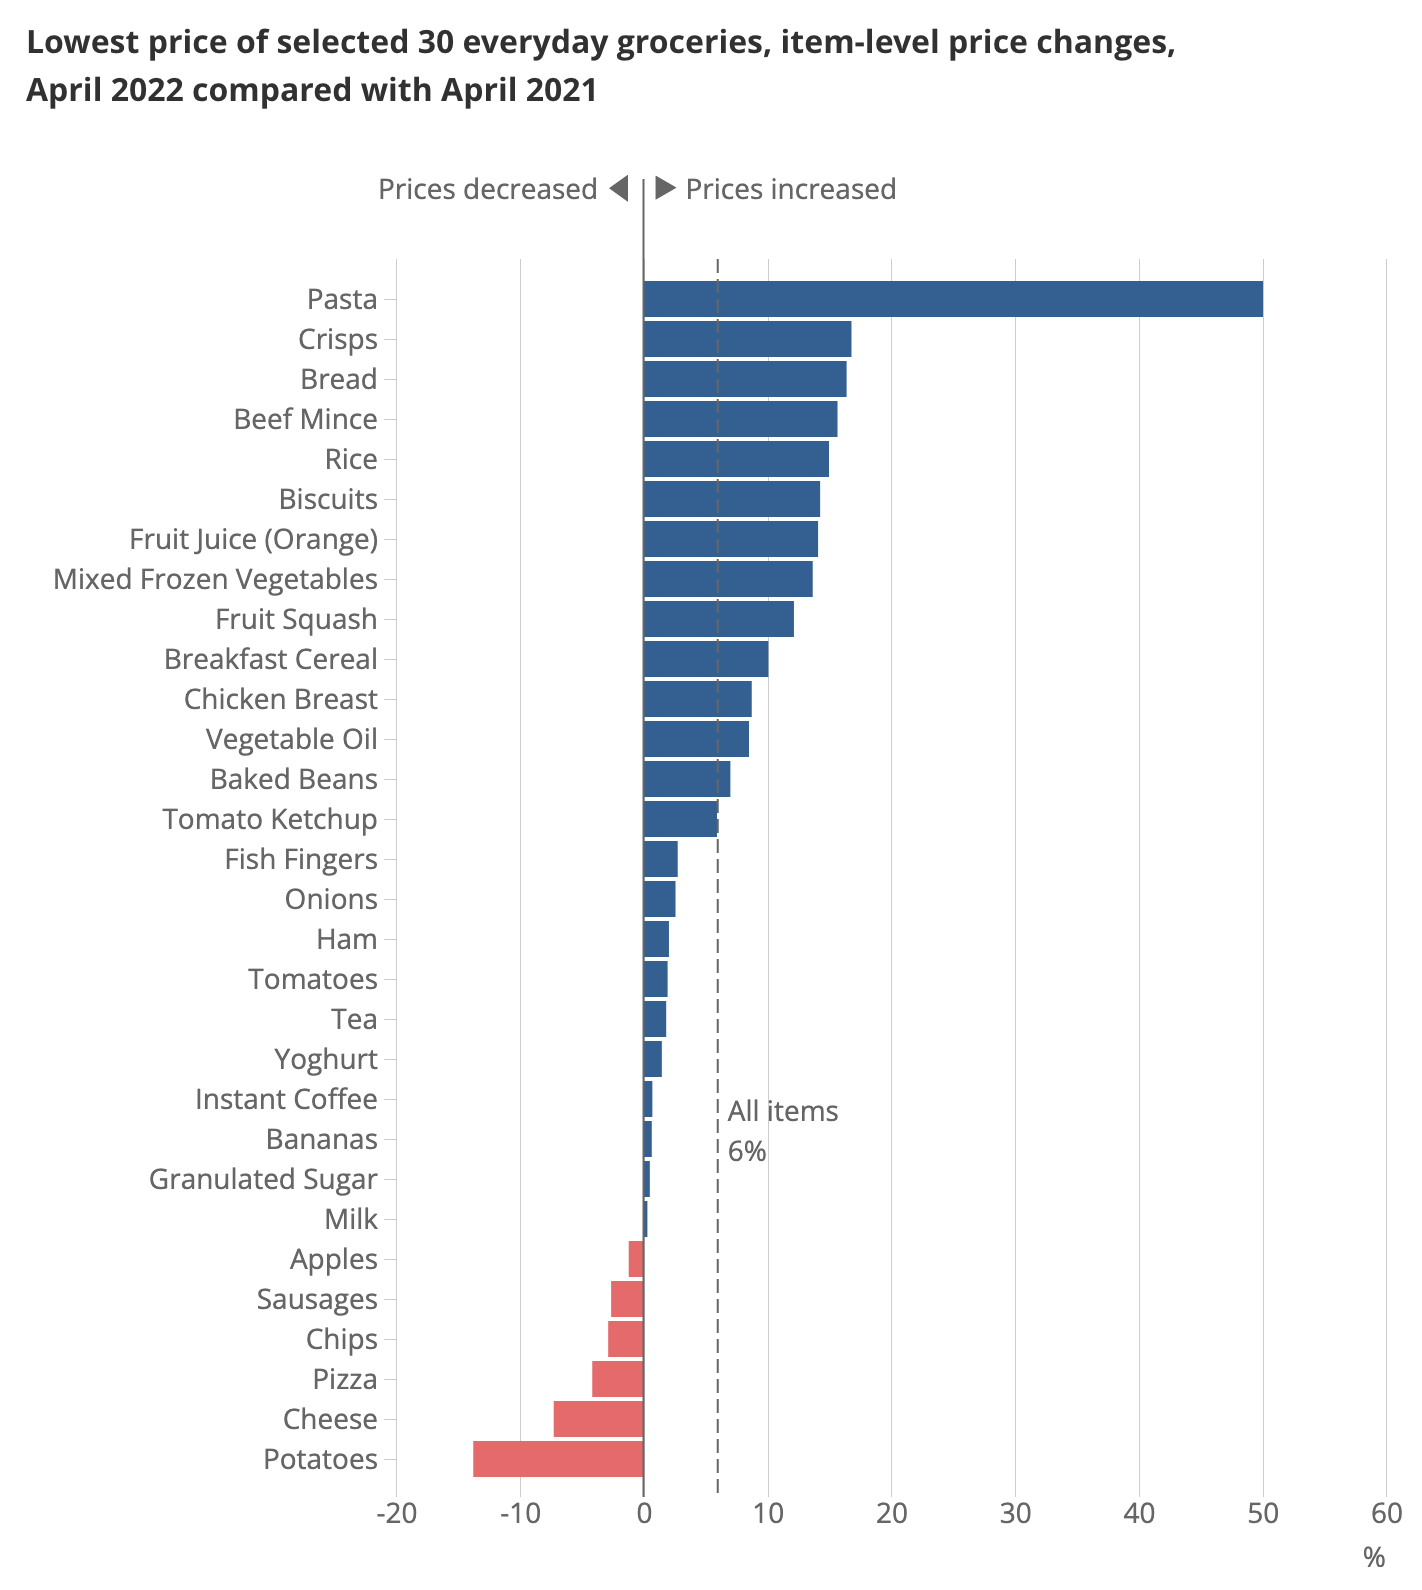 Lowest price of selected 30 everyday groceries, item-level price changes,
April 2022 compared with April 2021
Prices decreased ◀ ▶ Prices increased
Pasta
Crisps
Bread
Beef Mince
Rice
Biscuits
Fruit Juice (Orange)
Mixed Frozen Vegetables
Fruit Squash
Breakfast Cereal
Chicken Breast
Vegetable Oil
Baked Beans
Tomato Ketchup
Fish Fingers
Onions
Ham
Tomatoes
Tea
Yoghurt
Instant Coffee
All items
Bananas
6%
Granulated Sugar
Milk
Apples
Sausages
Chips
Pizza
Cheese
Potatoes
-20 -10 0 10 20 30 40 50 60
%